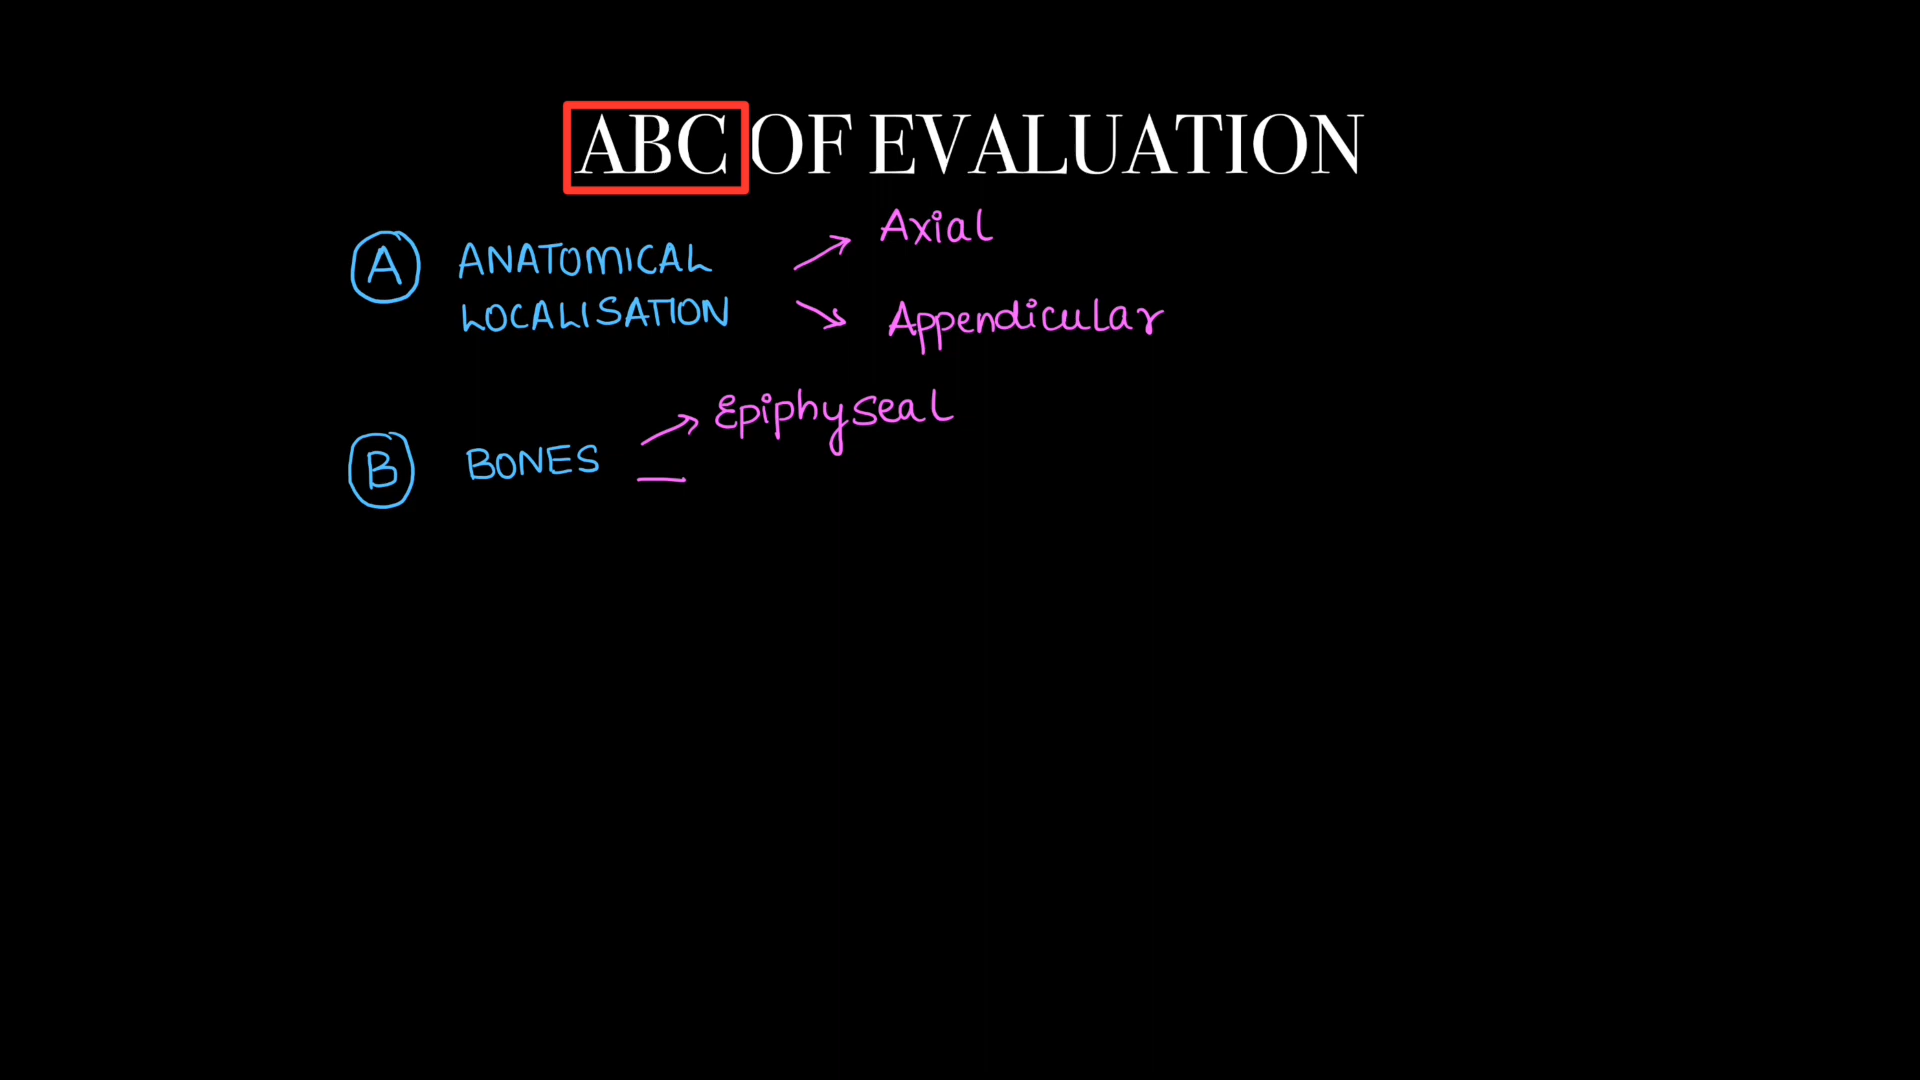 ABC OF EVALUATION
Axial
A ANATOMICAL
LOCALISATION
Appendicular
Epiphyseal
B BONES